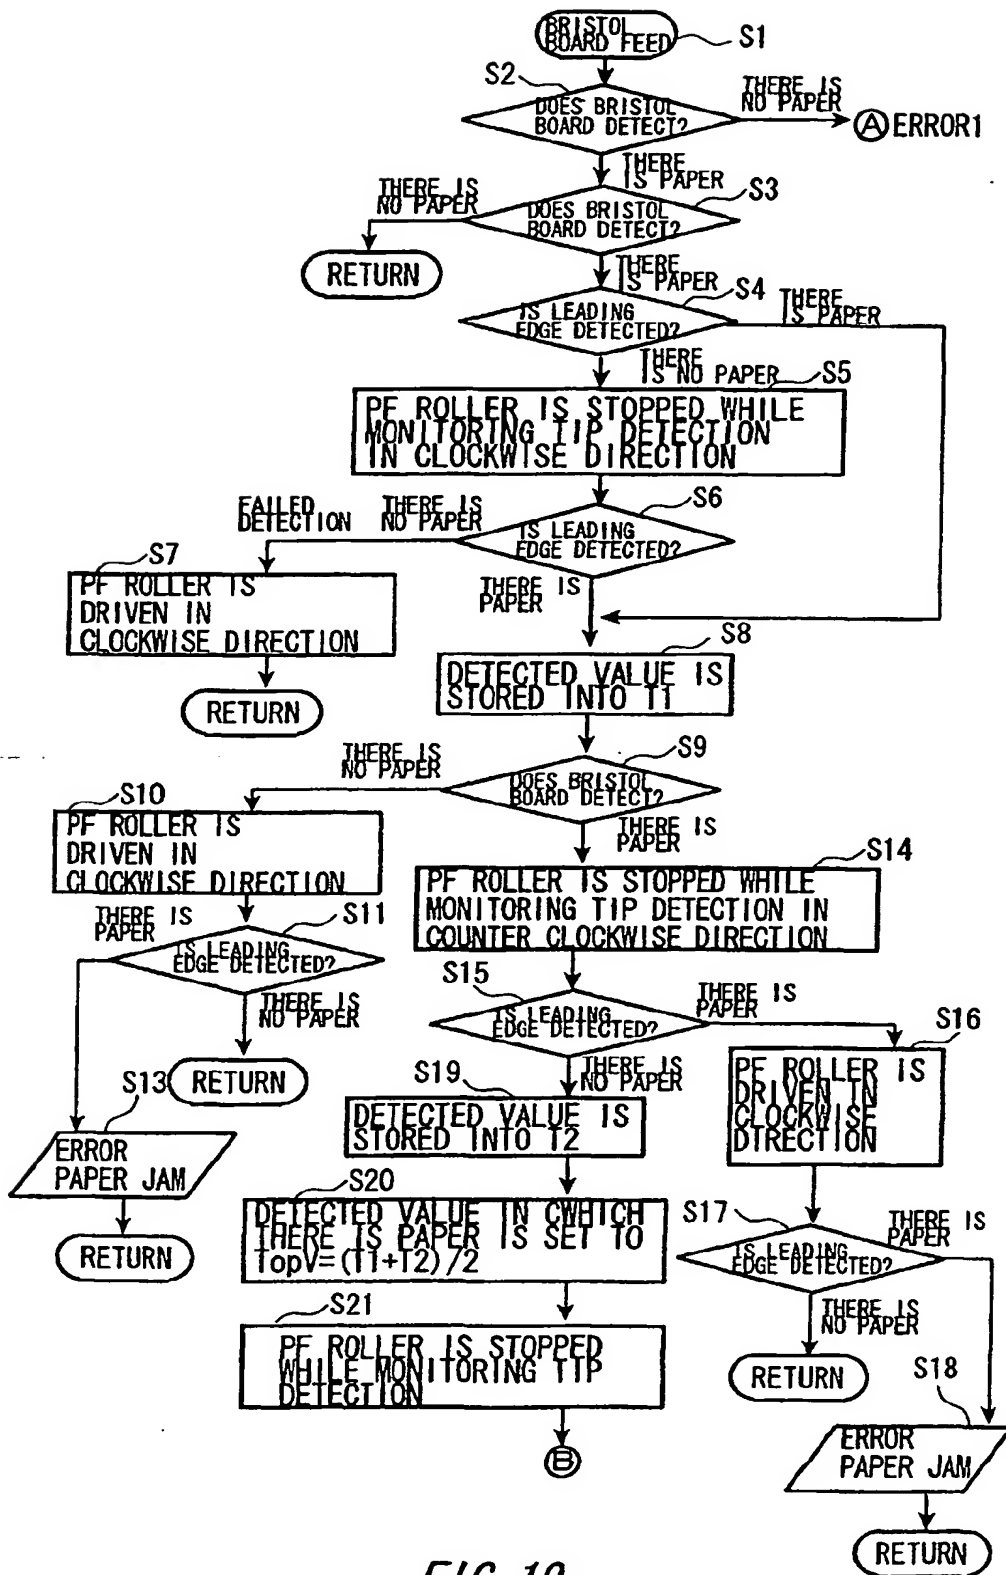 BRISTOL
BOARD FEED
S1
S2
DOES BRISTOL
BOARD DETECT?
THERE IS
NO PAPER
A ERROR1
THERE
IS PAPER
S3
THERE IS
NO PAPER
DOES BRISTOL
BOARD DETECT?
RETURN
THERE
IS PAPER
S4
THERE
IS PAPER
IS LEADING
EDGE DETECTED?
THERE
IS NO PAPER
S5
PF ROLLER IS STOPPED WHILE
MONITORING TIP DETECTION
IN CLOCKWISE DIRECTION
S6
FAILED
DETECTION
THERE IS
NO PAPER
IS LEADING
EDGE DETECTED?
S7
PF ROLLER IS
DRIVEN IN
CLOCKWISE DIRECTION
THERE IS
PAPER
RETURN
S8
DETECTED VALUE IS
STORED INTO T1
THERE IS
NO PAPER
S9
DOES BRISTOL
BOARD DETECT?
S10
PF ROLLER IS
DRIVEN IN
CLOCKWISE DIRECTION
THERE IS
PAPER
S14
PF ROLLER IS STOPPED WHILE
MONITORING TIP DETECTION IN
COUNTER CLOCKWISE DIRECTION
THERE IS
PAPER
S11
IS LEADING
EDGE DETECTED?
THERE IS
NO PAPER
RETURN
S13
ERROR
PAPER JAM
RETURN
S15
IS LEADING
EDGE DETECTED?
THERE IS
PAPER
S16
PF ROLLER IS
DRIVEN IN
CLOCKWISE
DIRECTION
THERE IS
NO PAPER
S19
DETECTED VALUE IS
STORED INTO T2
S20
DETECTED VALUE IN CWHICH
THERE IS PAPER IS SET TO
TopV=(T1+T2)/2
S17
IS LEADING
EDGE DETECTED?
THERE IS
PAPER
THERE IS
NO PAPER
RETURN
S21
PF ROLLER IS STOPPED
WHILE MONITORING TIP
DETECTION
B
S18
ERROR
PAPER JAM
RETURN